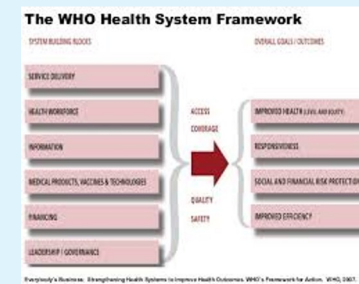 The WHO Health System Framework
SYSTEM BUILDING BLOCKS
OVERALL GOALS / OUTCOMES
SERVICE DELIVERY
HEALTH WORKFORCE
INFORMATION
MEDICAL PRODUCTS, VACCINES & TECHNOLOGIES
FINANCING
LEADERSHIP / GOVERNANCE
ACCESS
COVERAGE
QUALITY
SAFETY
IMPROVED HEALTH (LEVEL AND EQUITY)
RESPONSIVENESS
SOCIAL AND FINANCIAL RISK PROTECTION
IMPROVED EFFICIENCY
Everybody's Business. Strengthening Health Systems to Improve Health Outcomes. WHO's Framework for Action. WHO, 2007.